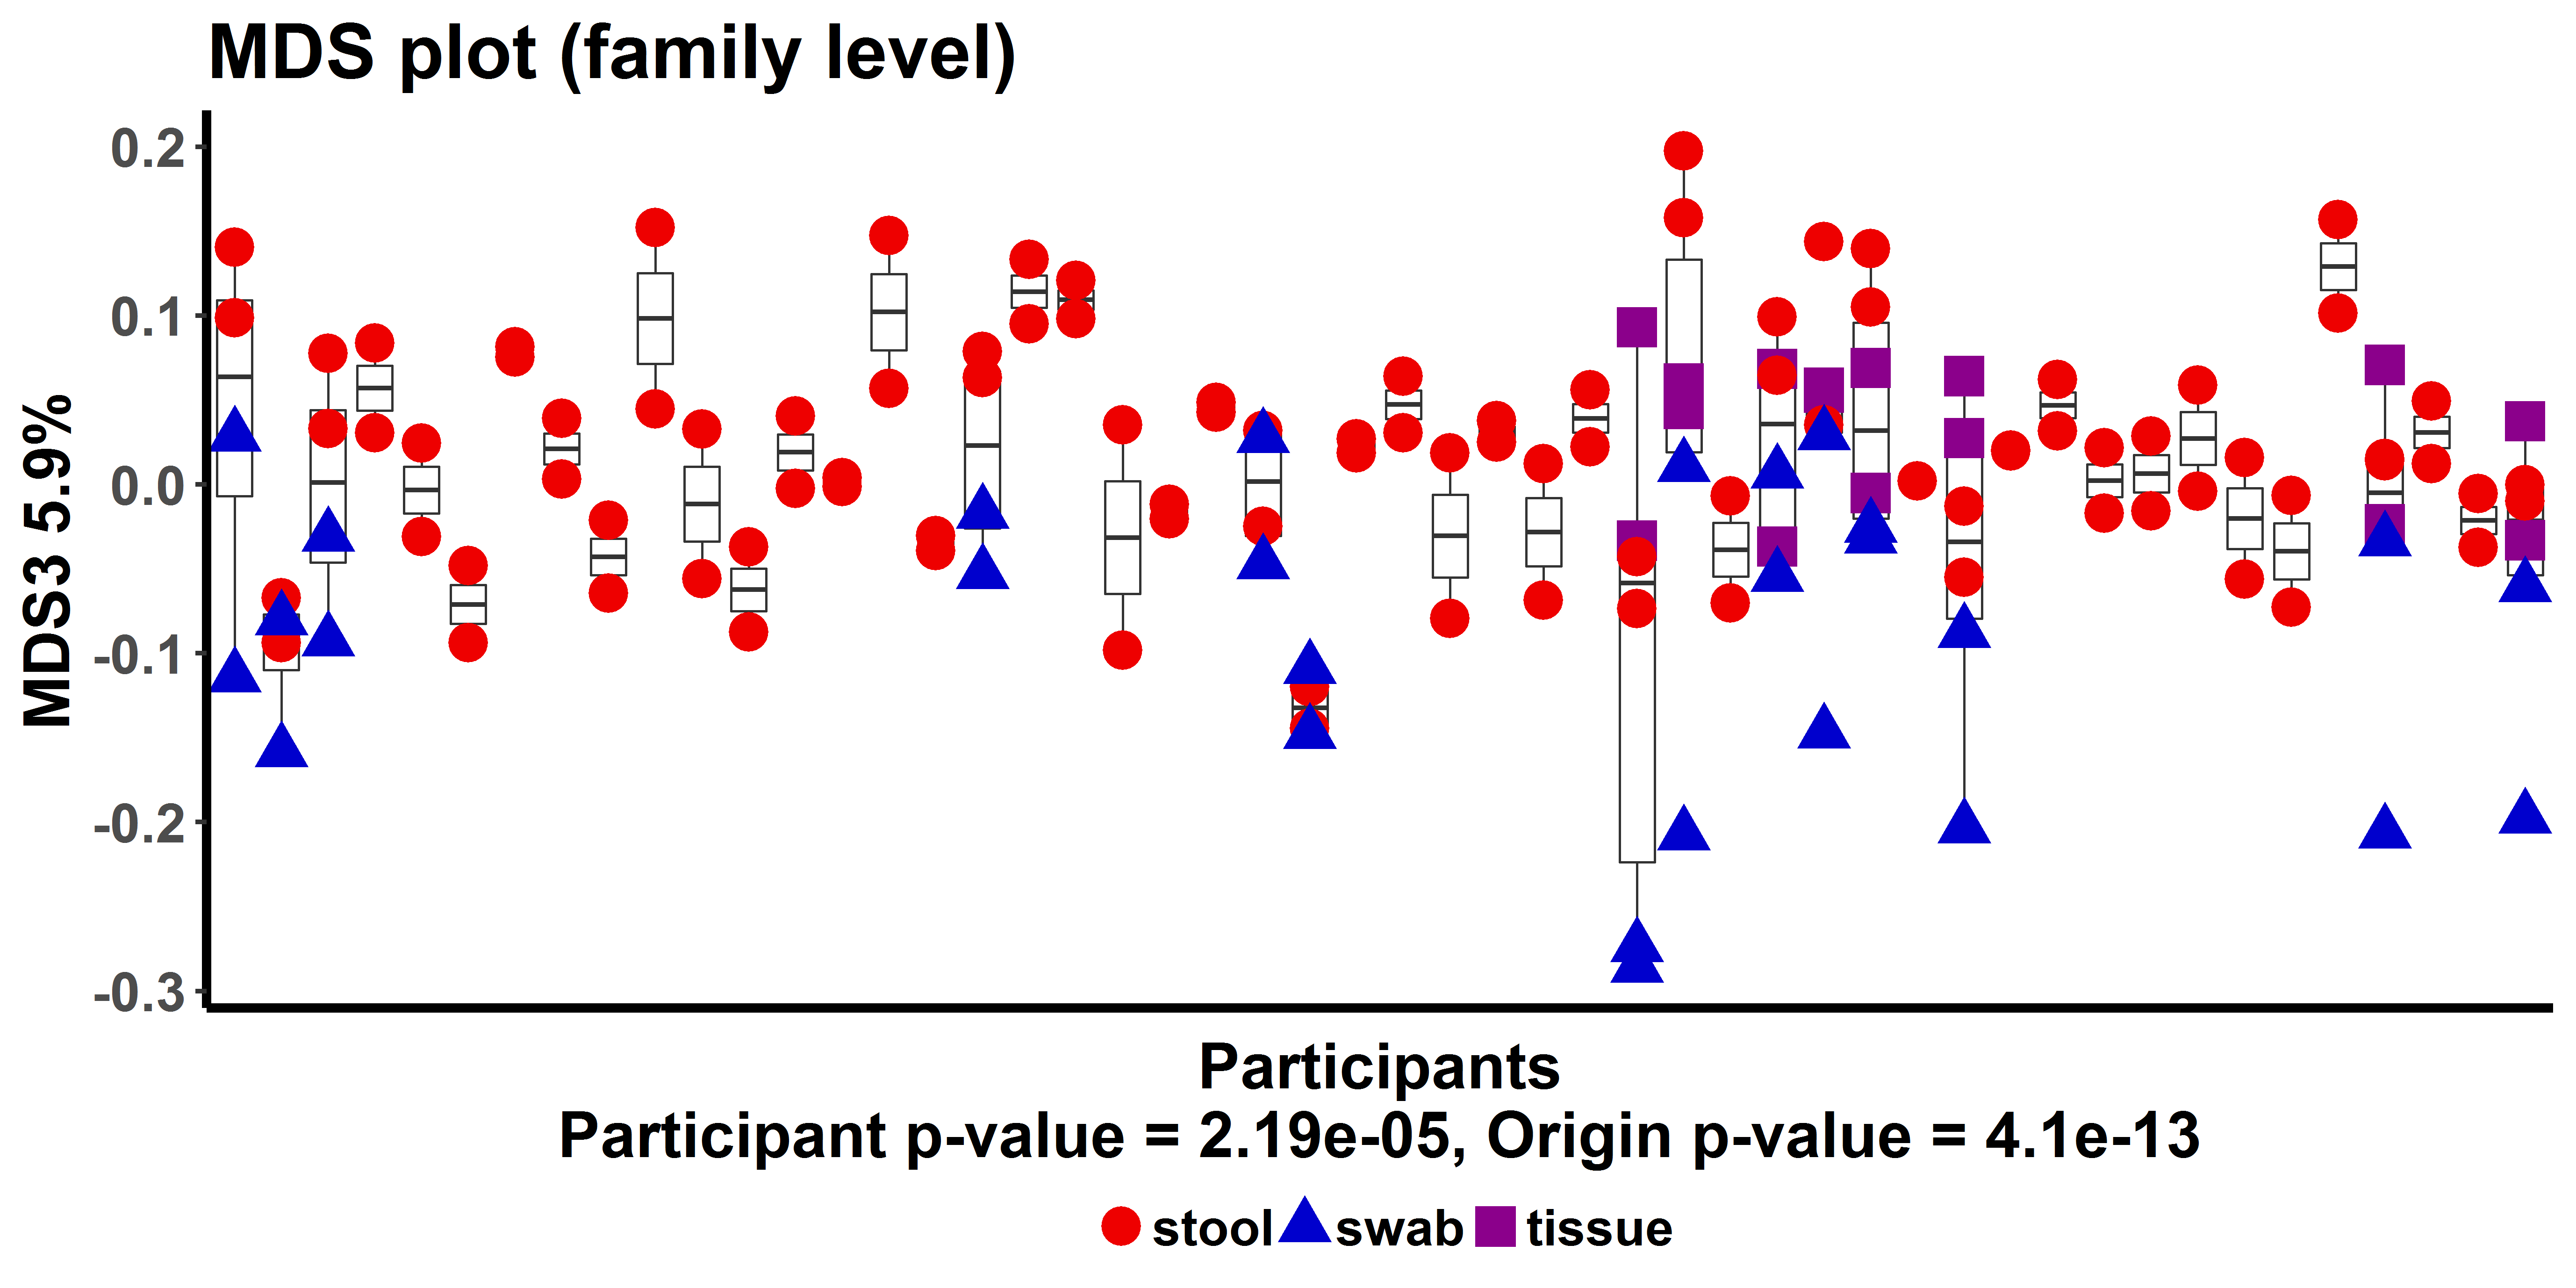 MDS plot (family level)
MDS3 5.9%
0.2
0.1
0.0
-0.1
-0.2
-0.3
Participants
Participant p-value = 2.19e-05, Origin p-value = 4.1e-13
stool swab tissue